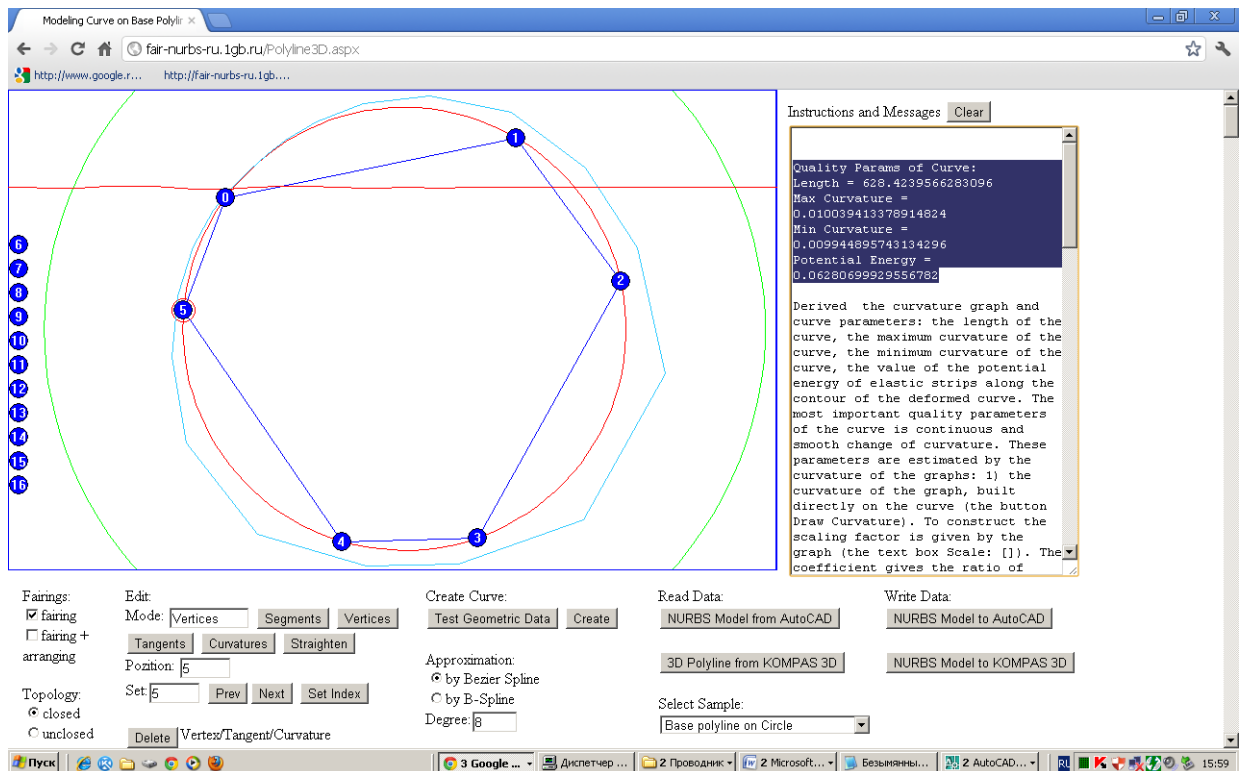 Modeling Curve on Base Polylir
fair-nurbs-ru.1gb.ru/Polyline3D.aspx
http://www.google.r...
http://fair-nurbs-ru.1gb....
Instructions and Messages
Clear
0
1
2
3
4
5
6
7
8
9
10
11
12
13
14
15
16
Quality Params of Curve:
Length = 628.4239566283096
Max Curvature =
0.010039413378914824
Min Curvature =
0.009944895743134296
Potential Energy =
0.06280699929556782
Derived  the curvature graph and
curve parameters: the length of the
curve, the maximum curvature of the
curve, the minimum curvature of the
curve, the value of the potential
energy of elastic strips along the
contour of the deformed curve. The
most important quality parameters
of the curve is continuous and
smooth change of curvature. These
parameters are estimated by the
curvature of the graphs: 1) the
curvature of the graph, built
directly on the curve (the button
Draw Curvature). To construct the
scaling factor is given by the
graph (the text box Scale: []). The
coefficient gives the ratio of
Fairings:
fairing
fairing +
arranging
Topology:
closed
unclosed
Edit:
Mode: Vertices
Segments
Vertices
Tangents
Curvatures
Straighten
Pozition: 5
Set: 5
Prev
Next
Set Index
Delete
Vertex/Tangent/Curvature
Create Curve:
Test Geometric Data
Create
Approximation:
by Bezier Spline
by B-Spline
Degree: 8
Read Data:
NURBS Model from AutoCAD
3D Polyline from KOMPAS 3D
Select Sample:
Base polyline on Circle
Write Data:
NURBS Model to AutoCAD
NURBS Model to KOMPAS 3D
Пуск
3 Google ...
Диспетчер ...
2 Проводник
2 Microsoft...
Безымянны...
2 AutoCAD...
RU
15:59